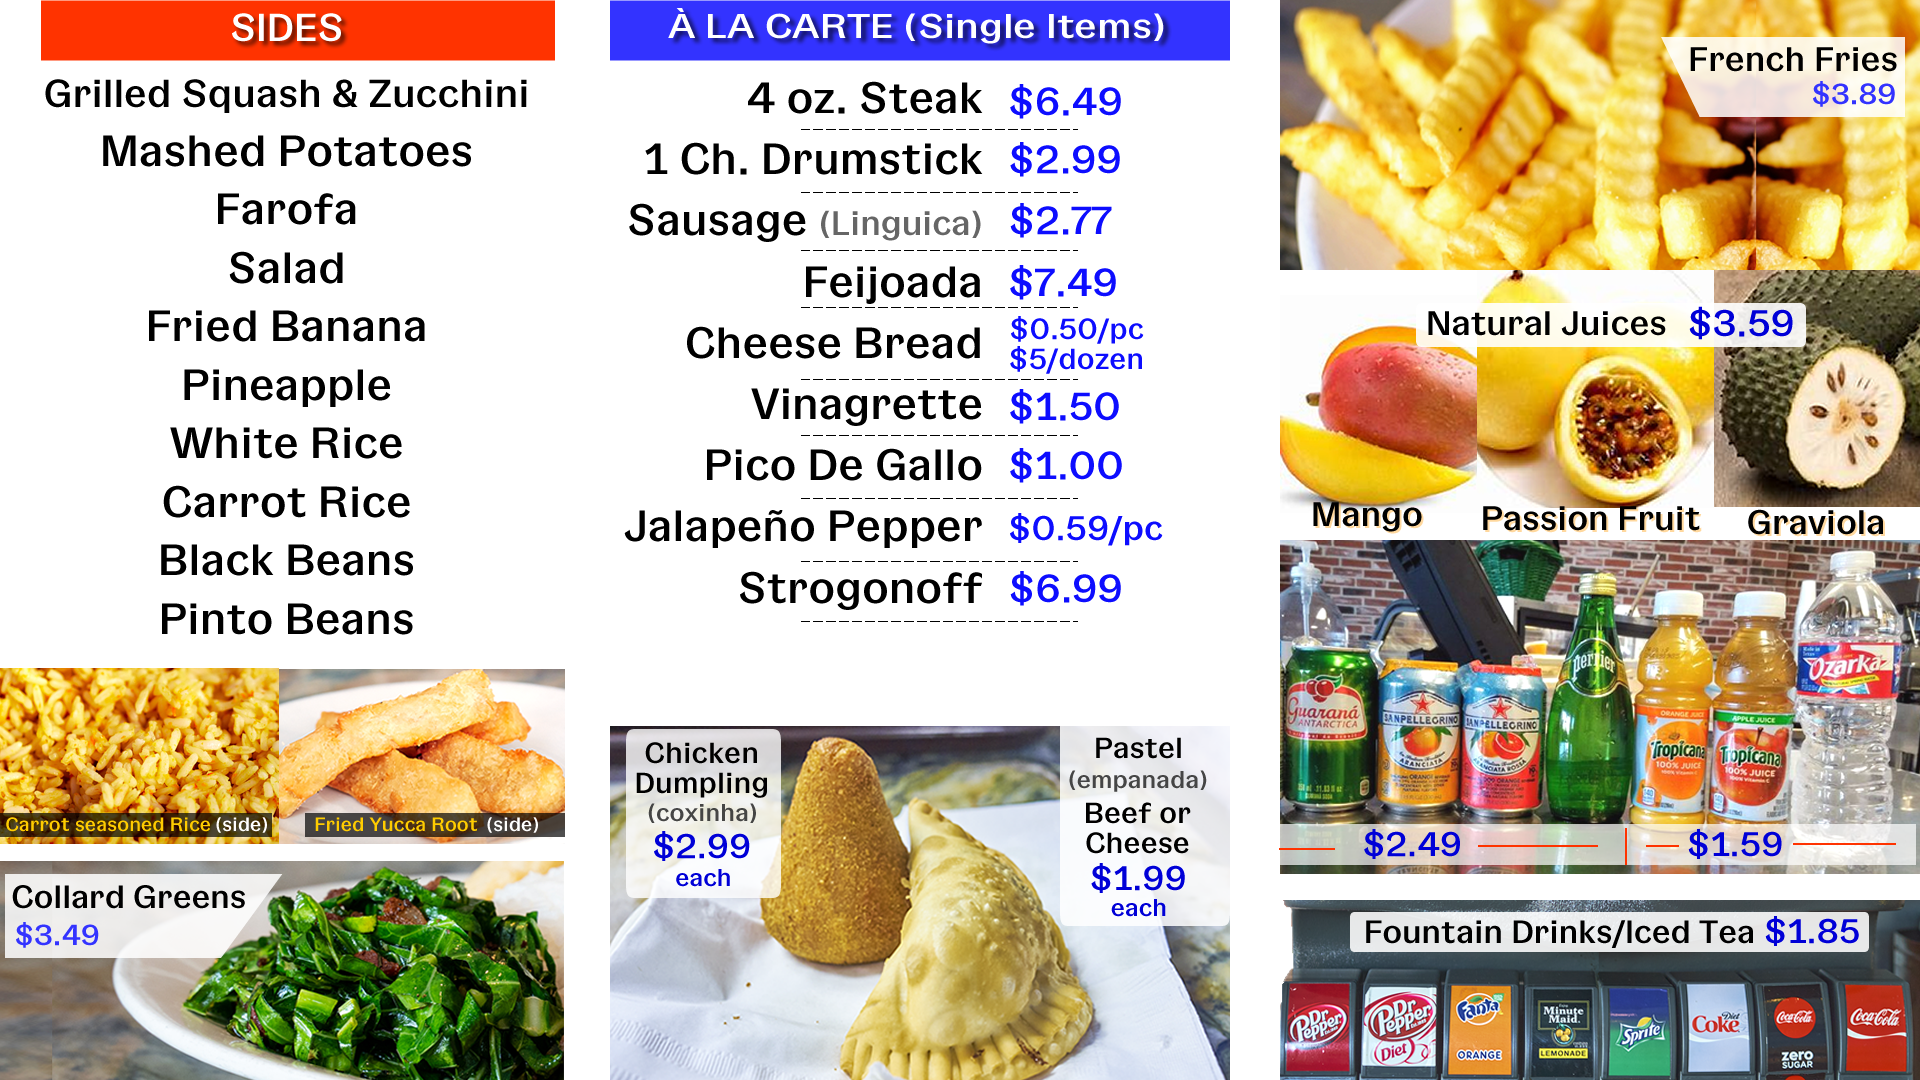 SIDES
Grilled Squash & Zucchini
Mashed Potatoes
Farofa
Salad
Fried Banana
Pineapple
White Rice
Carrot Rice
Black Beans
Pinto Beans
Carrot seasoned Rice (side)
Fried Yucca Root (side)
Collard Greens
$3.49
À LA CARTE (Single Items)
4 oz. Steak $6.49
1 Ch. Drumstick $2.99
Sausage (Linguica) $2.77
Feijoada $7.49
Cheese Bread $0.50/pc
$5/dozen
Vinagrette $1.50
Pico De Gallo $1.00
Jalapeño Pepper $0.59/pc
Strogonoff $6.99
Chicken
Dumpling
(coxinha)
$2.99
each
Pastel
(empanada)
Beef or
Cheese
$1.99
each
French Fries
$3.89
Natural Juices $3.59
Mango
Passion Fruit
Graviola
Guaraná
ANTARCTICA
SANPELLEGRINO
ARANCIATA
SANPELLEGRINO
ARANCIATA ROSSA
perrier
ORANGE JUICE
Tropicana
100% JUICE
APPLE JUICE
Tropicana
100% JUICE
Ozarka
$2.49
$1.59
Fountain Drinks/Iced Tea $1.85
Dr Pepper
Dr Pepper
Diet
Fanta
ORANGE
Minute
Maid
LEMONADE
Sprite
Diet
Coke
Coca-Cola
zero
SUGAR
Coca-Cola